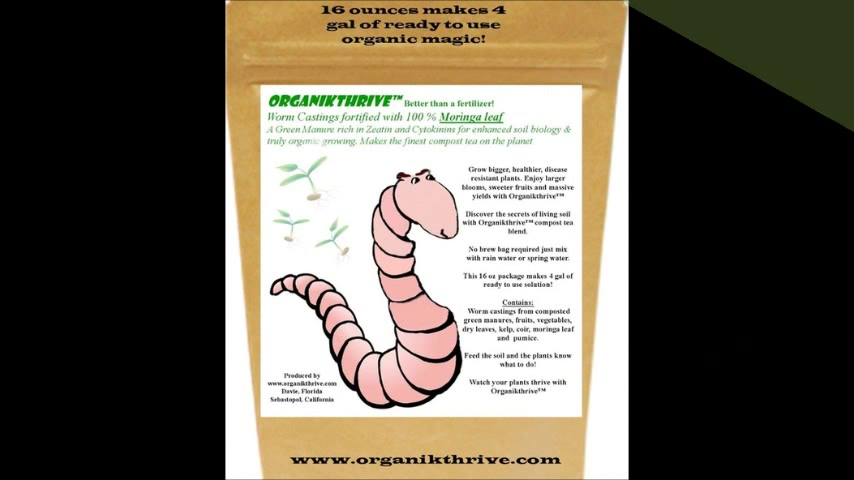 16 ounces makes 4
gal of ready to use
organic magic!
ORGANIKTHRIVE™ Better than a fertilizer!
Worm Castings fortified with 100 % Moringa leaf
A Green Manure rich in Zeatin and Cytokinins for enhanced soil biology &
truly organic growing. Makes the finest compost tea on the planet
Grow bigger, healthier, disease
resistant plants. Enjoy larger
blooms, sweeter fruits and massive
yields with Organikthrive™
Discover the secrets of living soil
with Organikthrive™ compost tea
blend.
No brew bag required just mix
with rain water or spring water.
This 16 oz package makes 4 gal of
ready to use solution!
Contains:
Worm castings from composted
green manures, fruits, vegetables,
dry leaves, kelp, coir, moringa leaf
and pumice.
Feed the soil and the plants know
what to do!
Watch your plants thrive with
Organikthrive™
Produced by
www.organikthrive.com
Davie, Florida
Sebastopol, California
www.organikthrive.com